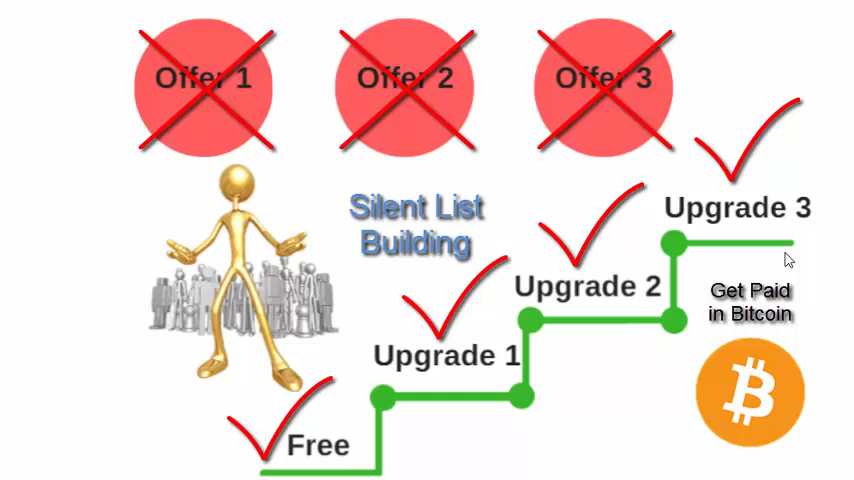 Offer 1
Offer 2
Offer 3
Silent List
Building
Upgrade 3
Upgrade 2
Get Paid
in Bitcoin
Upgrade 1
Free